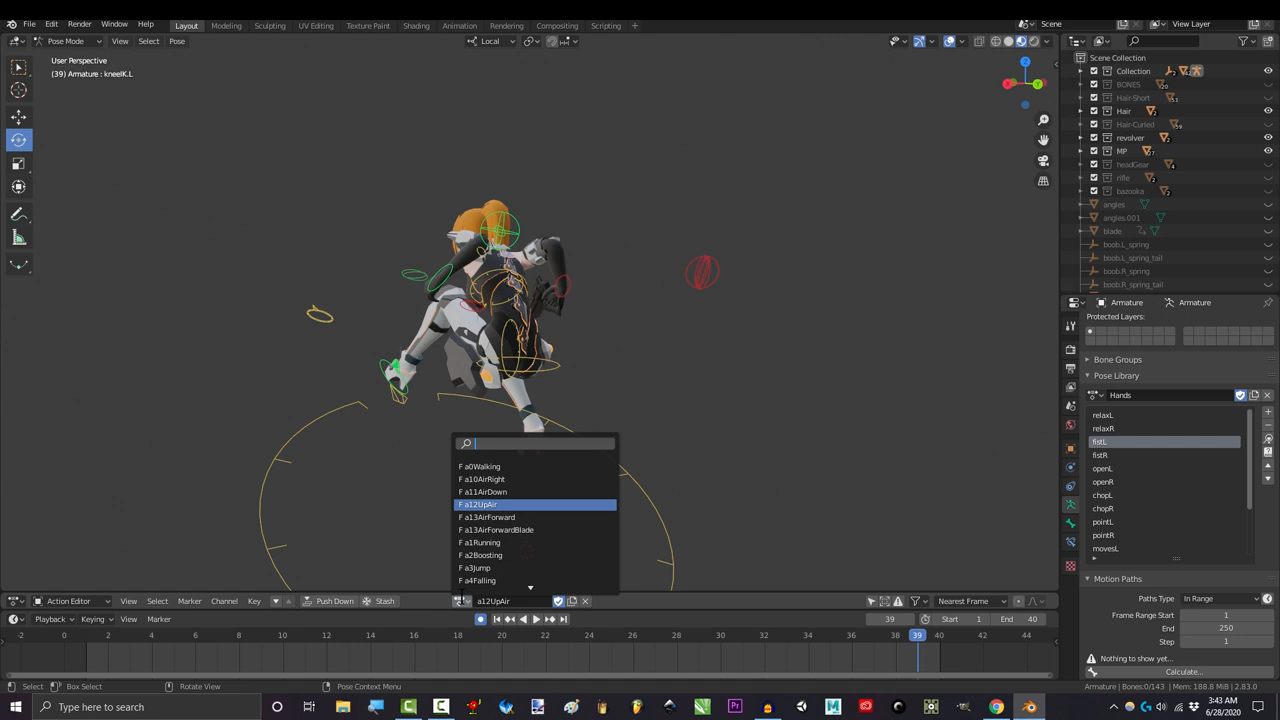 File Edit Render Window Help Layout Modeling Sculpting UV Editing Texture Paint Shading Animation Rendering Compositing Scripting + Scene View Layer
Pose Mode View Select Pose Local
User Perspective
(39) Armature : kneelK.L
Scene Collection
Collection
BONES
Hair-Short
Hair
Hair-Curled
revolver
MP
headGear
rifle
bazooka
angles
angles.001
blade
boob.L_spring
boob.L_spring_tail
boob.R_spring
boob.R_spring_tail
Armature Armature
Protected Layers:
Bone Groups
Pose Library
Hands
relaxL
relaxR
fistL
fistR
openL
openR
chopL
chopR
pointL
pointR
movesL
Motion Paths
Path Type In Range
Frame Range Start 1
End 250
Step 1
Nothing to show yet...
Calculate...
F a0Walking
F a10AirRight
F a11AirDown
F a12UpAir
F a13AirForward
F a13AirForwardBlade
F a1Running
F a2Boosting
F a3Jump
F a4Falling
Action Editor View Select Marker Channel Key Push Down Stash a12UpAir Nearest Frame
Playback Keying View Marker 39 Start 1 End 40
-2 0 2 4 6 8 10 12 14 16 18 20 22 24 26 28 30 32 34 36 38 39 40 42 44
Select Box Select Rotate View Pose Context Menu Armature | Bones:0/143 | Mem: 188.8 MiB | 2.83.0
Type here to search
3:43 AM
6/28/2020